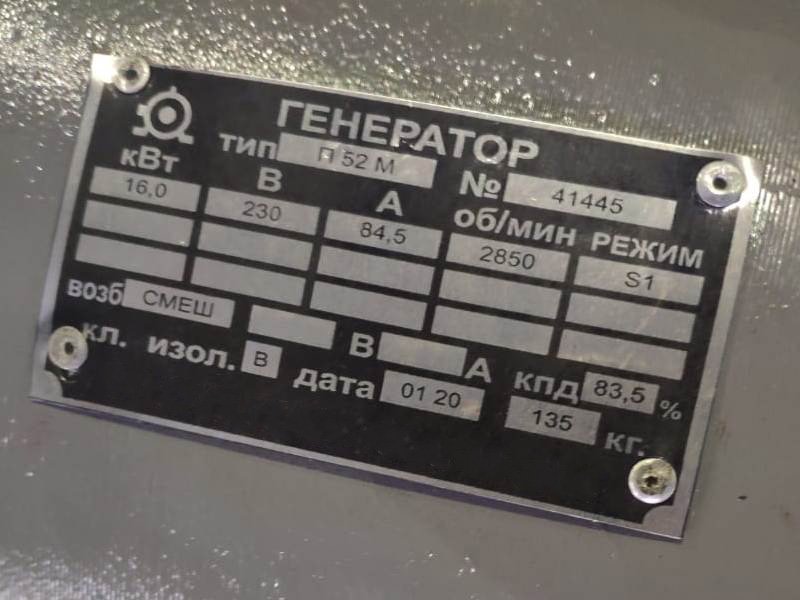 ГЕНЕРАТОР
тип П 52 М № 41445
кВт В А об/мин РЕЖИМ
16,0 230 84,5 2850 S1
возб СМЕШ В А кпд 83,5 %
кл. изол. В дата 01 20 135 кг.